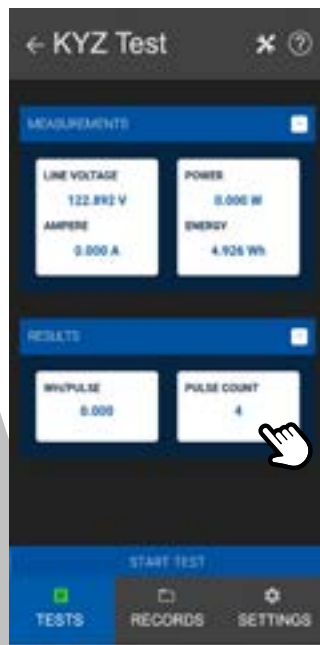 KYZ Test
MEASUREMENTS
LINE VOLTAGE
122.892 V
AMPERE
0.000 A
POWER
0.000 W
ENERGY
4.926 Wh
RESULTS
WH/PULSE
0.000
PULSE COUNT
4
START TEST
TESTS
RECORDS
SETTINGS